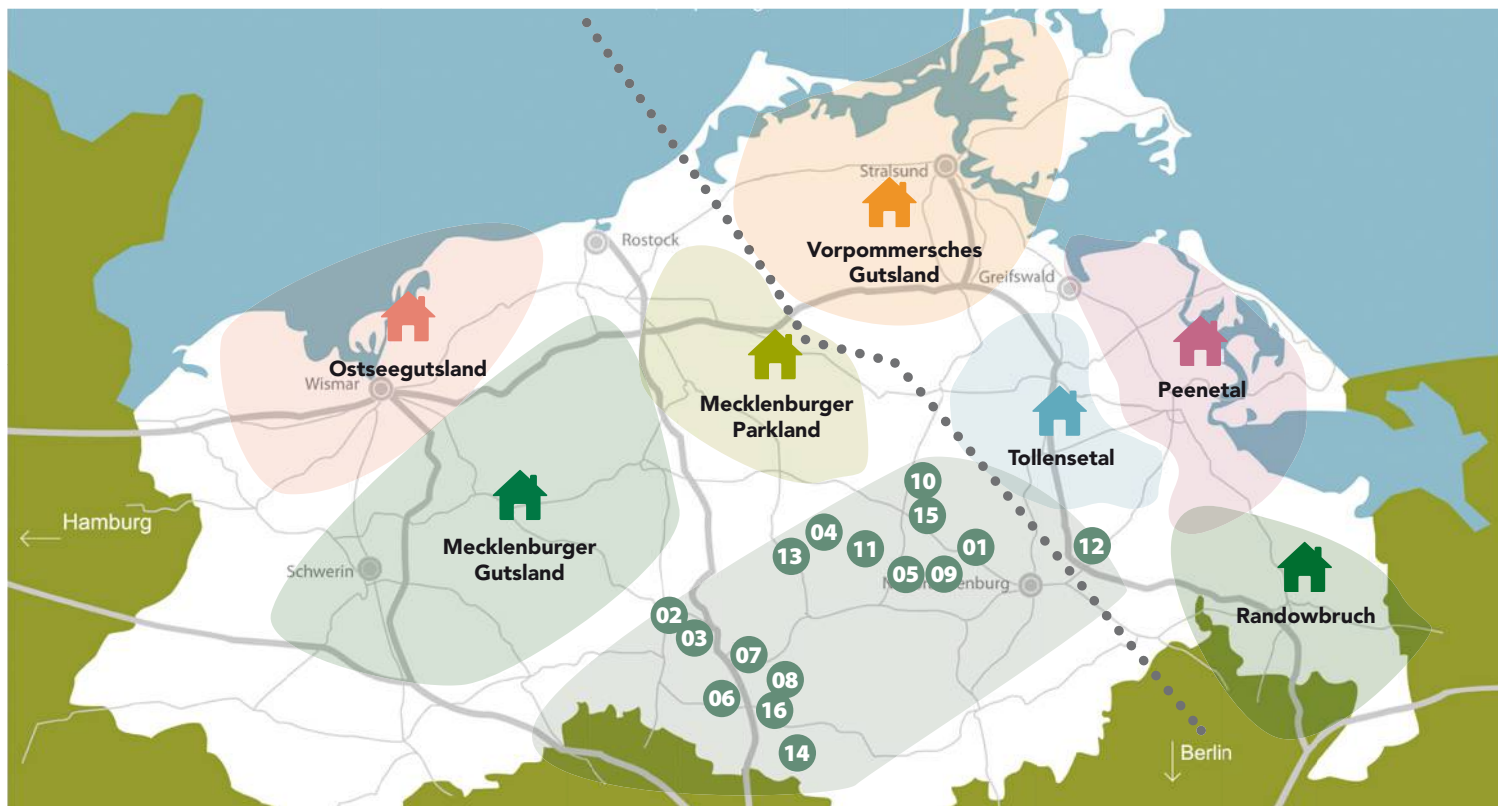 Stralsund
Vorpommersches
Gutsland
Rostock
Greifswald
Ostseegutsland
Wismar
Mecklenburger
Parkland
Peenetal
Tollensetal
Hamburg
Mecklenburger
Gutsland
Schwerin
10
15
04
13
11
01
12
05
09
Randowbruch
02
03
07
08
06
16
14
Berlin